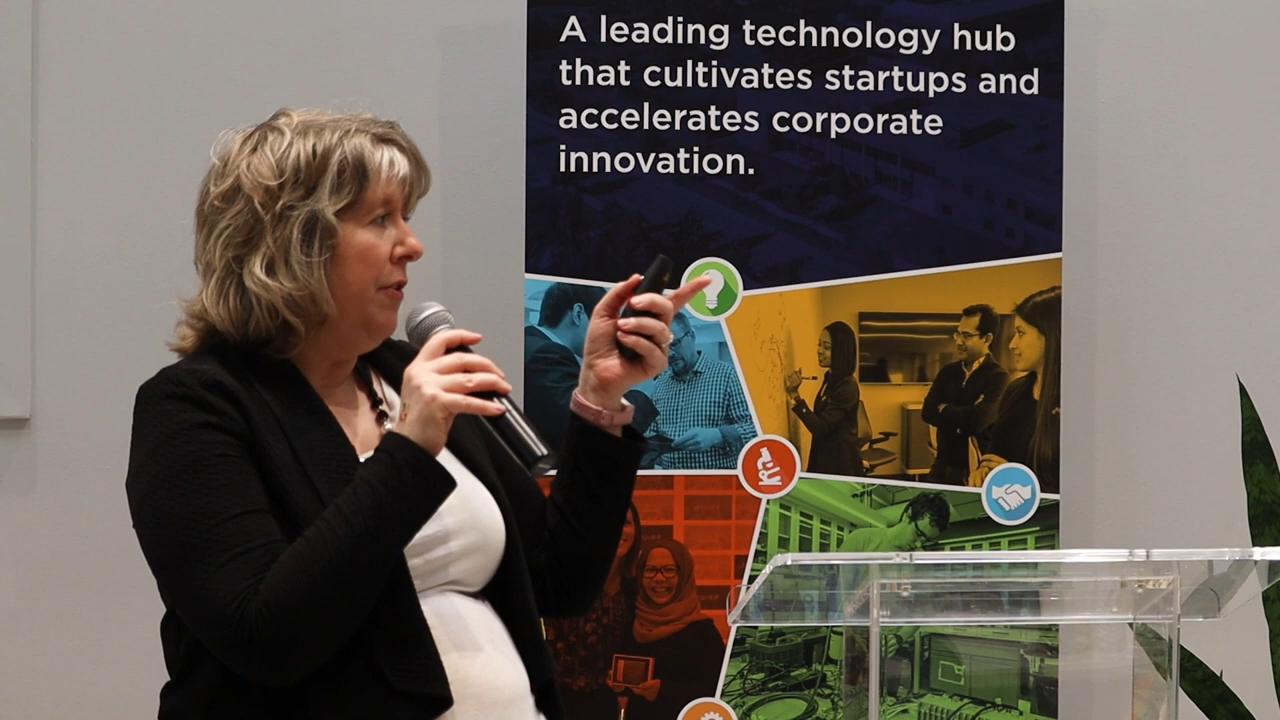 A leading technology hub
that cultivates startups and
accelerates corporate
innovation.